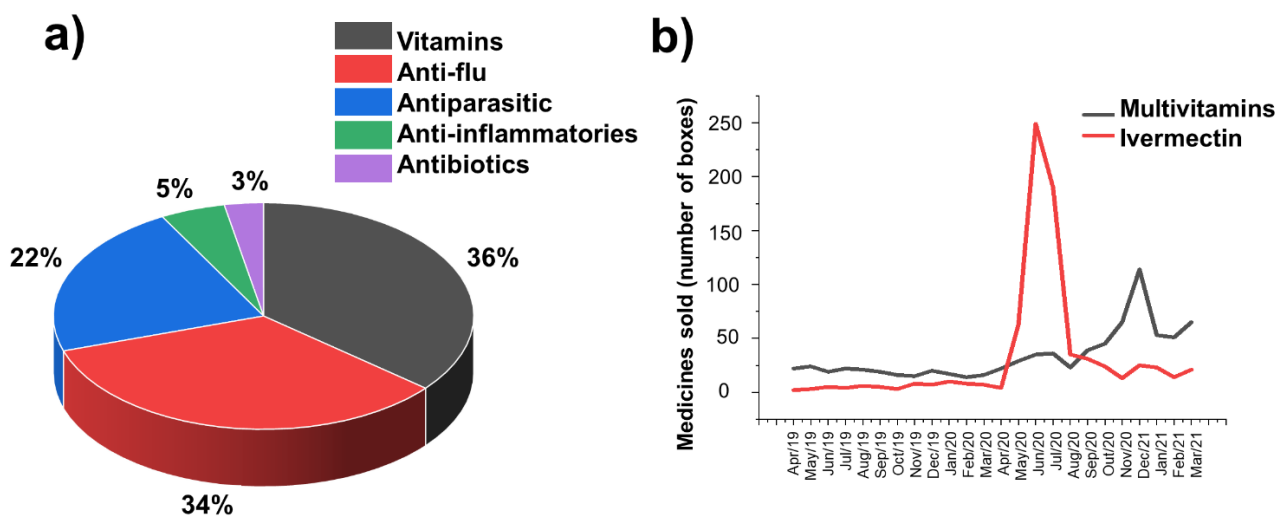 a)
Vitamins
Anti-flu
Antiparasitic
Anti-inflammatories
Antibiotics
5%
3%
22%
36%
34%
b)
Medicines sold (number of boxes)
250
200
150
100
50
0
Multivitamins
Ivermectin
Apr/19
May/19
Jun/19
Jul/19
Aug/19
Sep/19
Oct/19
Nov/19
Dec/19
Jan/20
Feb/20
Mar/20
Apr/20
May/20
Jun/20
Jul/20
Aug/20
Sep/20
Out/20
Nov/20
Dec/21
Jan/21
Feb/21
Mar/21